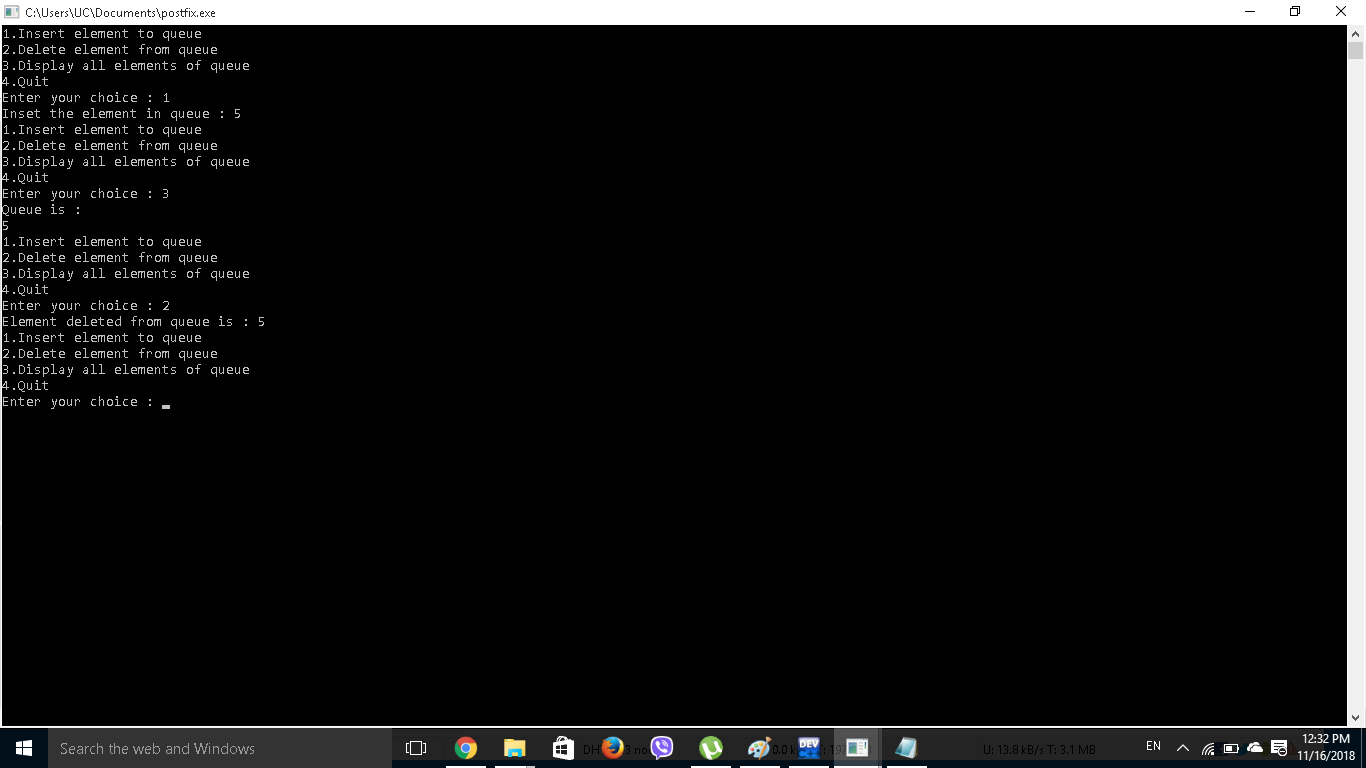 C:\Users\UC\Documents\postfix.exe
1.Insert element to queue
2.Delete element from queue
3.Display all elements of queue
4.Quit
Enter your choice : 1
Inset the element in queue : 5
1.Insert element to queue
2.Delete element from queue
3.Display all elements of queue
4.Quit
Enter your choice : 3
Queue is :
5
1.Insert element to queue
2.Delete element from queue
3.Display all elements of queue
4.Quit
Enter your choice : 2
Element deleted from queue is : 5
1.Insert element to queue
2.Delete element from queue
3.Display all elements of queue
4.Quit
Enter your choice :
Search the web and Windows
DEV
U: 13.8 kB/s T: 3.1 MB
EN
12:32 PM
11/16/2018